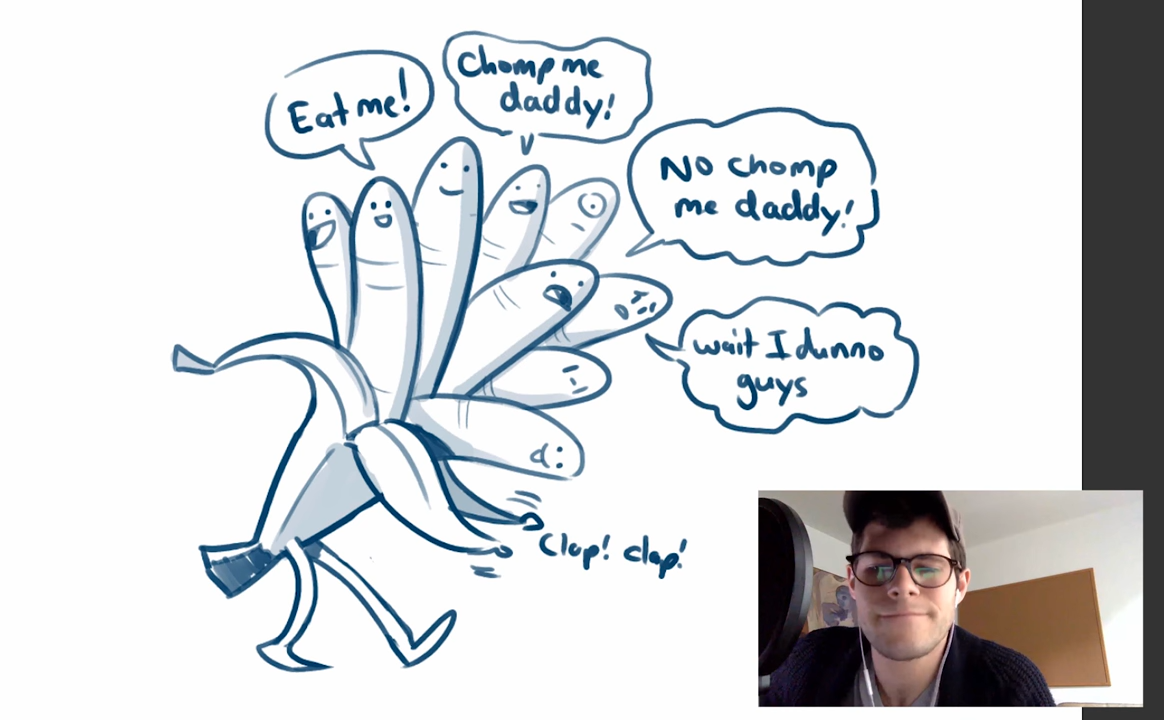 Eat me!
Chomp me
daddy!
No chomp
me daddy!
wait I dunno
guys
Clap! clap!